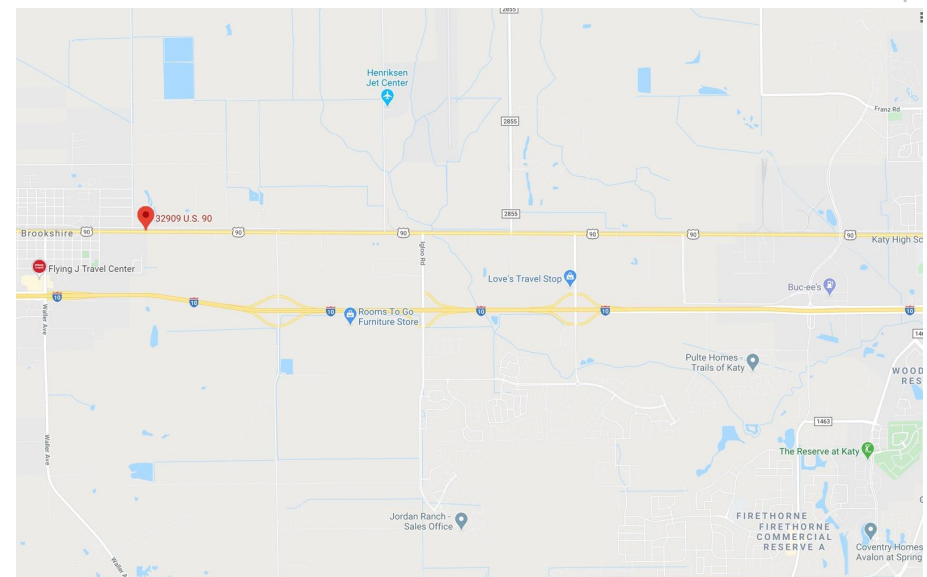 2855
Henriksen
Jet Center
Franz Rd
2855
2855
32909 U.S. 90
Brookshire
90
90
90
90
90
90
Katy High Sc
Igloo Rd
Flying J Travel Center
Love's Travel Stop
Buc-ee's
10
10
10
10
10
10
Rooms To Go
Furniture Store
Waller Ave
Pulte Homes -
Trails of Katy
WOOD
RES
1463
The Reserve at Katy
Waller Ave
Jordan Ranch -
Sales Office
FIRETHORNE
FIRETHORNE
COMMERCIAL
RESERVE A
Coventry Homes
Avalon at Spring